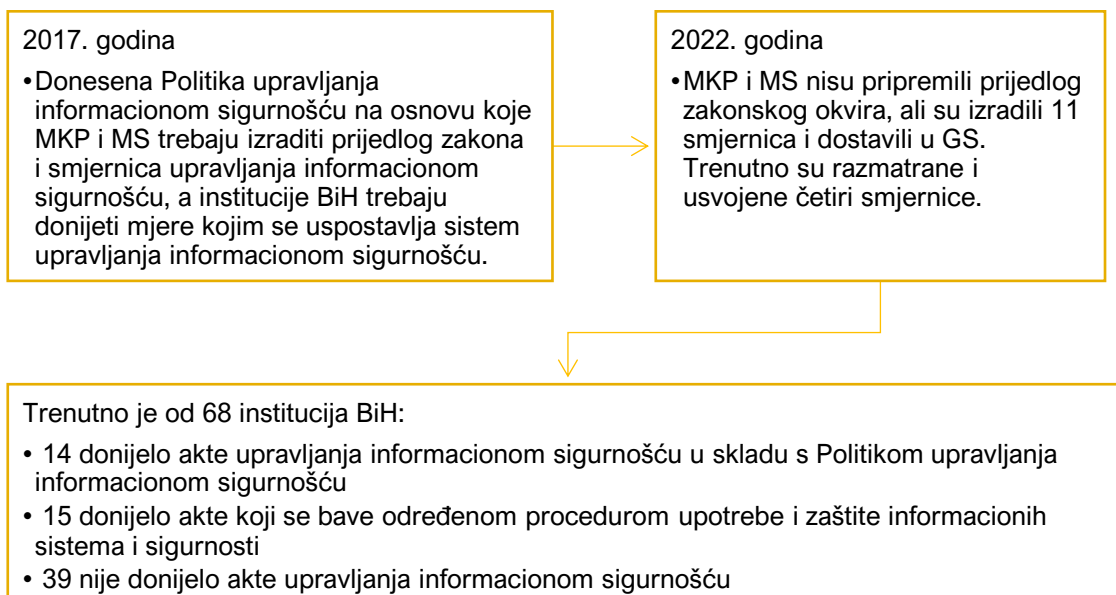 2017. godina
•Donesena Politika upravljanja
informacionom sigurnošću na osnovu koje
MKP i MS trebaju izraditi prijedlog zakona
i smjernica upravljanja informacionom
sigurnošću, a institucije BiH trebaju
donijeti mjere kojim se uspostavlja sistem
upravljanja informacionom sigurnošću.
2022. godina
•MKP i MS nisu pripremili prijedlog
zakonskog okvira, ali su izradili 11
smjernica i dostavili u GS.
Trenutno su razmatrane i
usvojene četiri smjernice.
Trenutno je od 68 institucija BiH:
• 14 donijelo akte upravljanja informacionom sigurnošću u skladu s Politikom upravljanja
informacionom sigurnošću
• 15 donijelo akte koji se bave određenom procedurom upotrebe i zaštite informacionih
sistema i sigurnosti
• 39 nije donijelo akte upravljanja informacionom sigurnošću